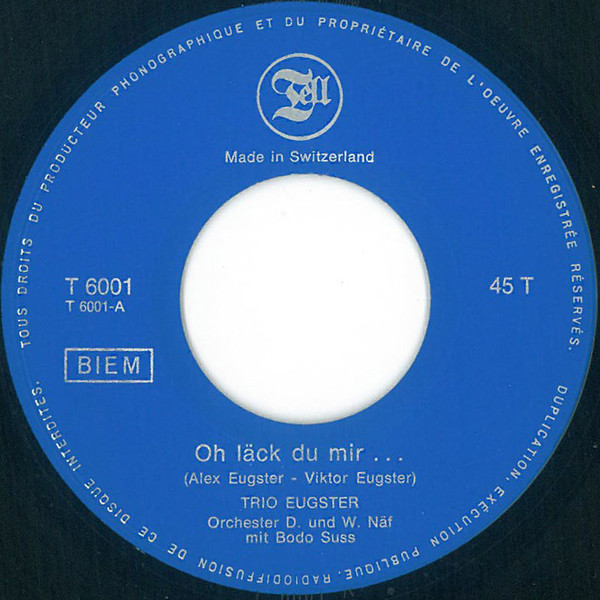 TOUS DROITS DU PRODUCTEUR PHONOGRAPHIQUE ET DU PROPRIÉTAIRE DE L'OEUVRE ENREGISTRÉE RÉSERVÉS. DUPLICATION, EXÉCUTION PUBLIQUE, RADIODIFFUSION DE CE DISQUE INTERDITES.
Tell
Made in Switzerland
T 6001
T 6001-A
45 T
BIEM
Oh läck du mir . . .
(Alex Eugster - Viktor Eugster)
TRIO EUGSTER
Orchester D. und W. Näf
mit Bodo Suss